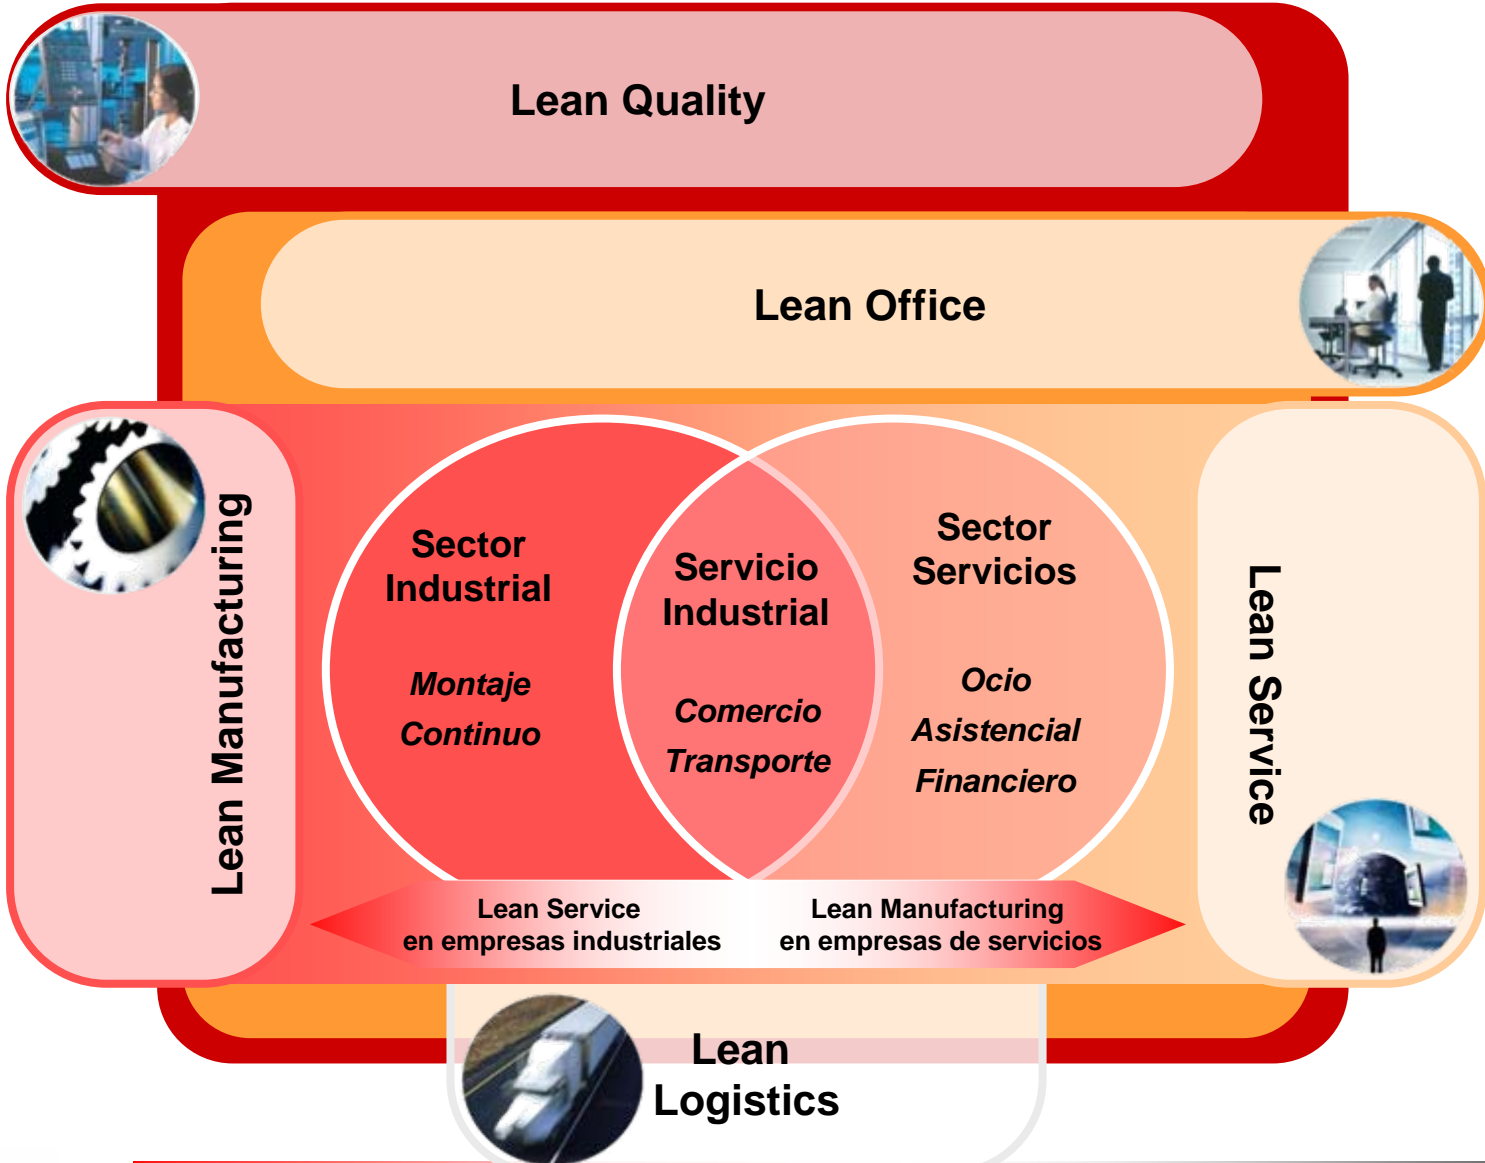 Lean Quality
Lean Office
Lean Manufacturing
Sector
Industrial
Montaje
Continuo
Servicio
Industrial
Comercio
Transporte
Sector
Servicios
Ocio
Asistencial
Financiero
Lean Service
Lean Service
en empresas industriales
Lean Manufacturing
en empresas de servicios
Lean
Logistics